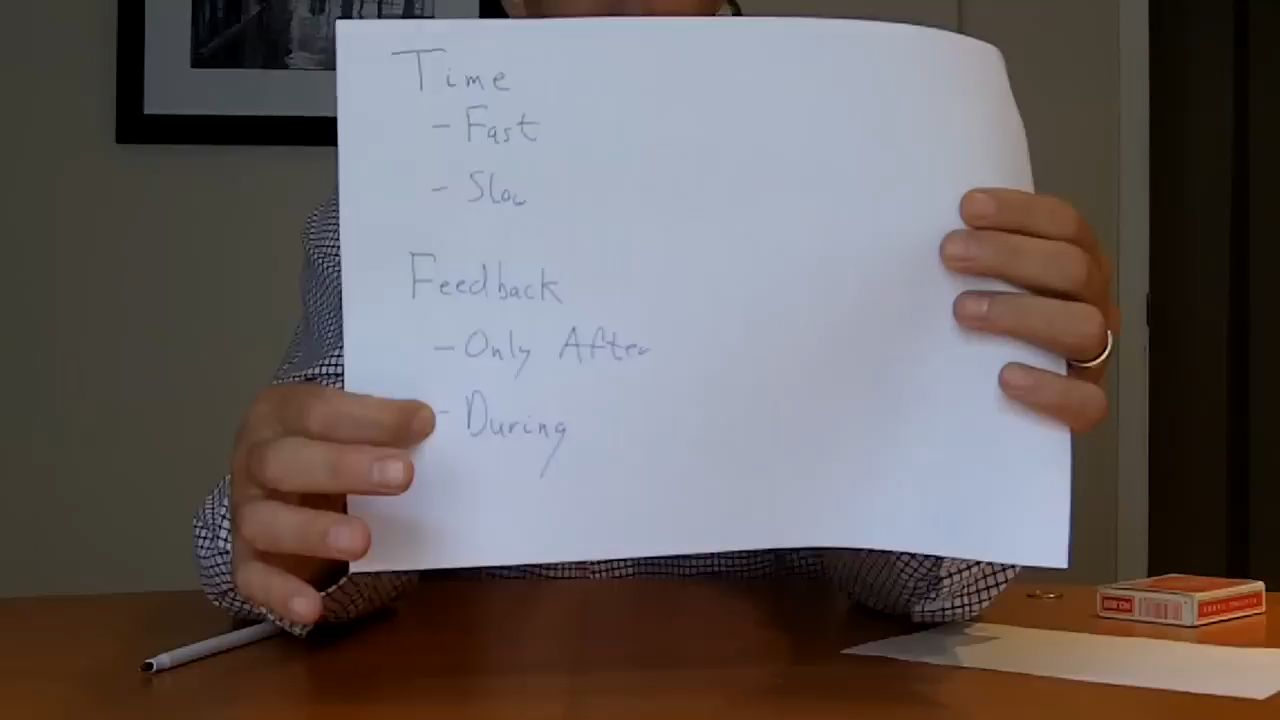 Time
- Fast
- Slow
Feedback
- Only After
- During